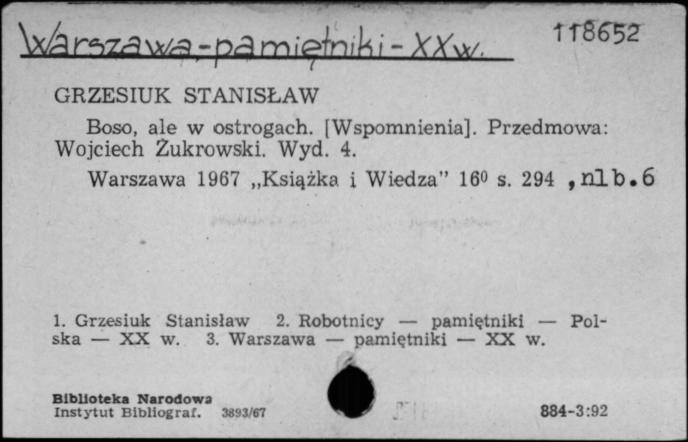 Warszawa-pamiętniki-XXw.
118652
GRZESIUK STANISŁAW
Boso, ale w ostrogach. [Wspomnienia]. Przedmowa:
Wojciech Żukrowski. Wyd. 4.
Warszawa 1967 „Książka i Wiedza” 16⁰ s. 294 ,nlb.6
1. Grzesiuk Stanisław 2. Robotnicy — pamiętniki — Pol-
ska — XX w. 3. Warszawa — pamiętniki — XX w.
Biblioteka Narodowa
Instytut Bibliograf. 3893/67
884-3:92